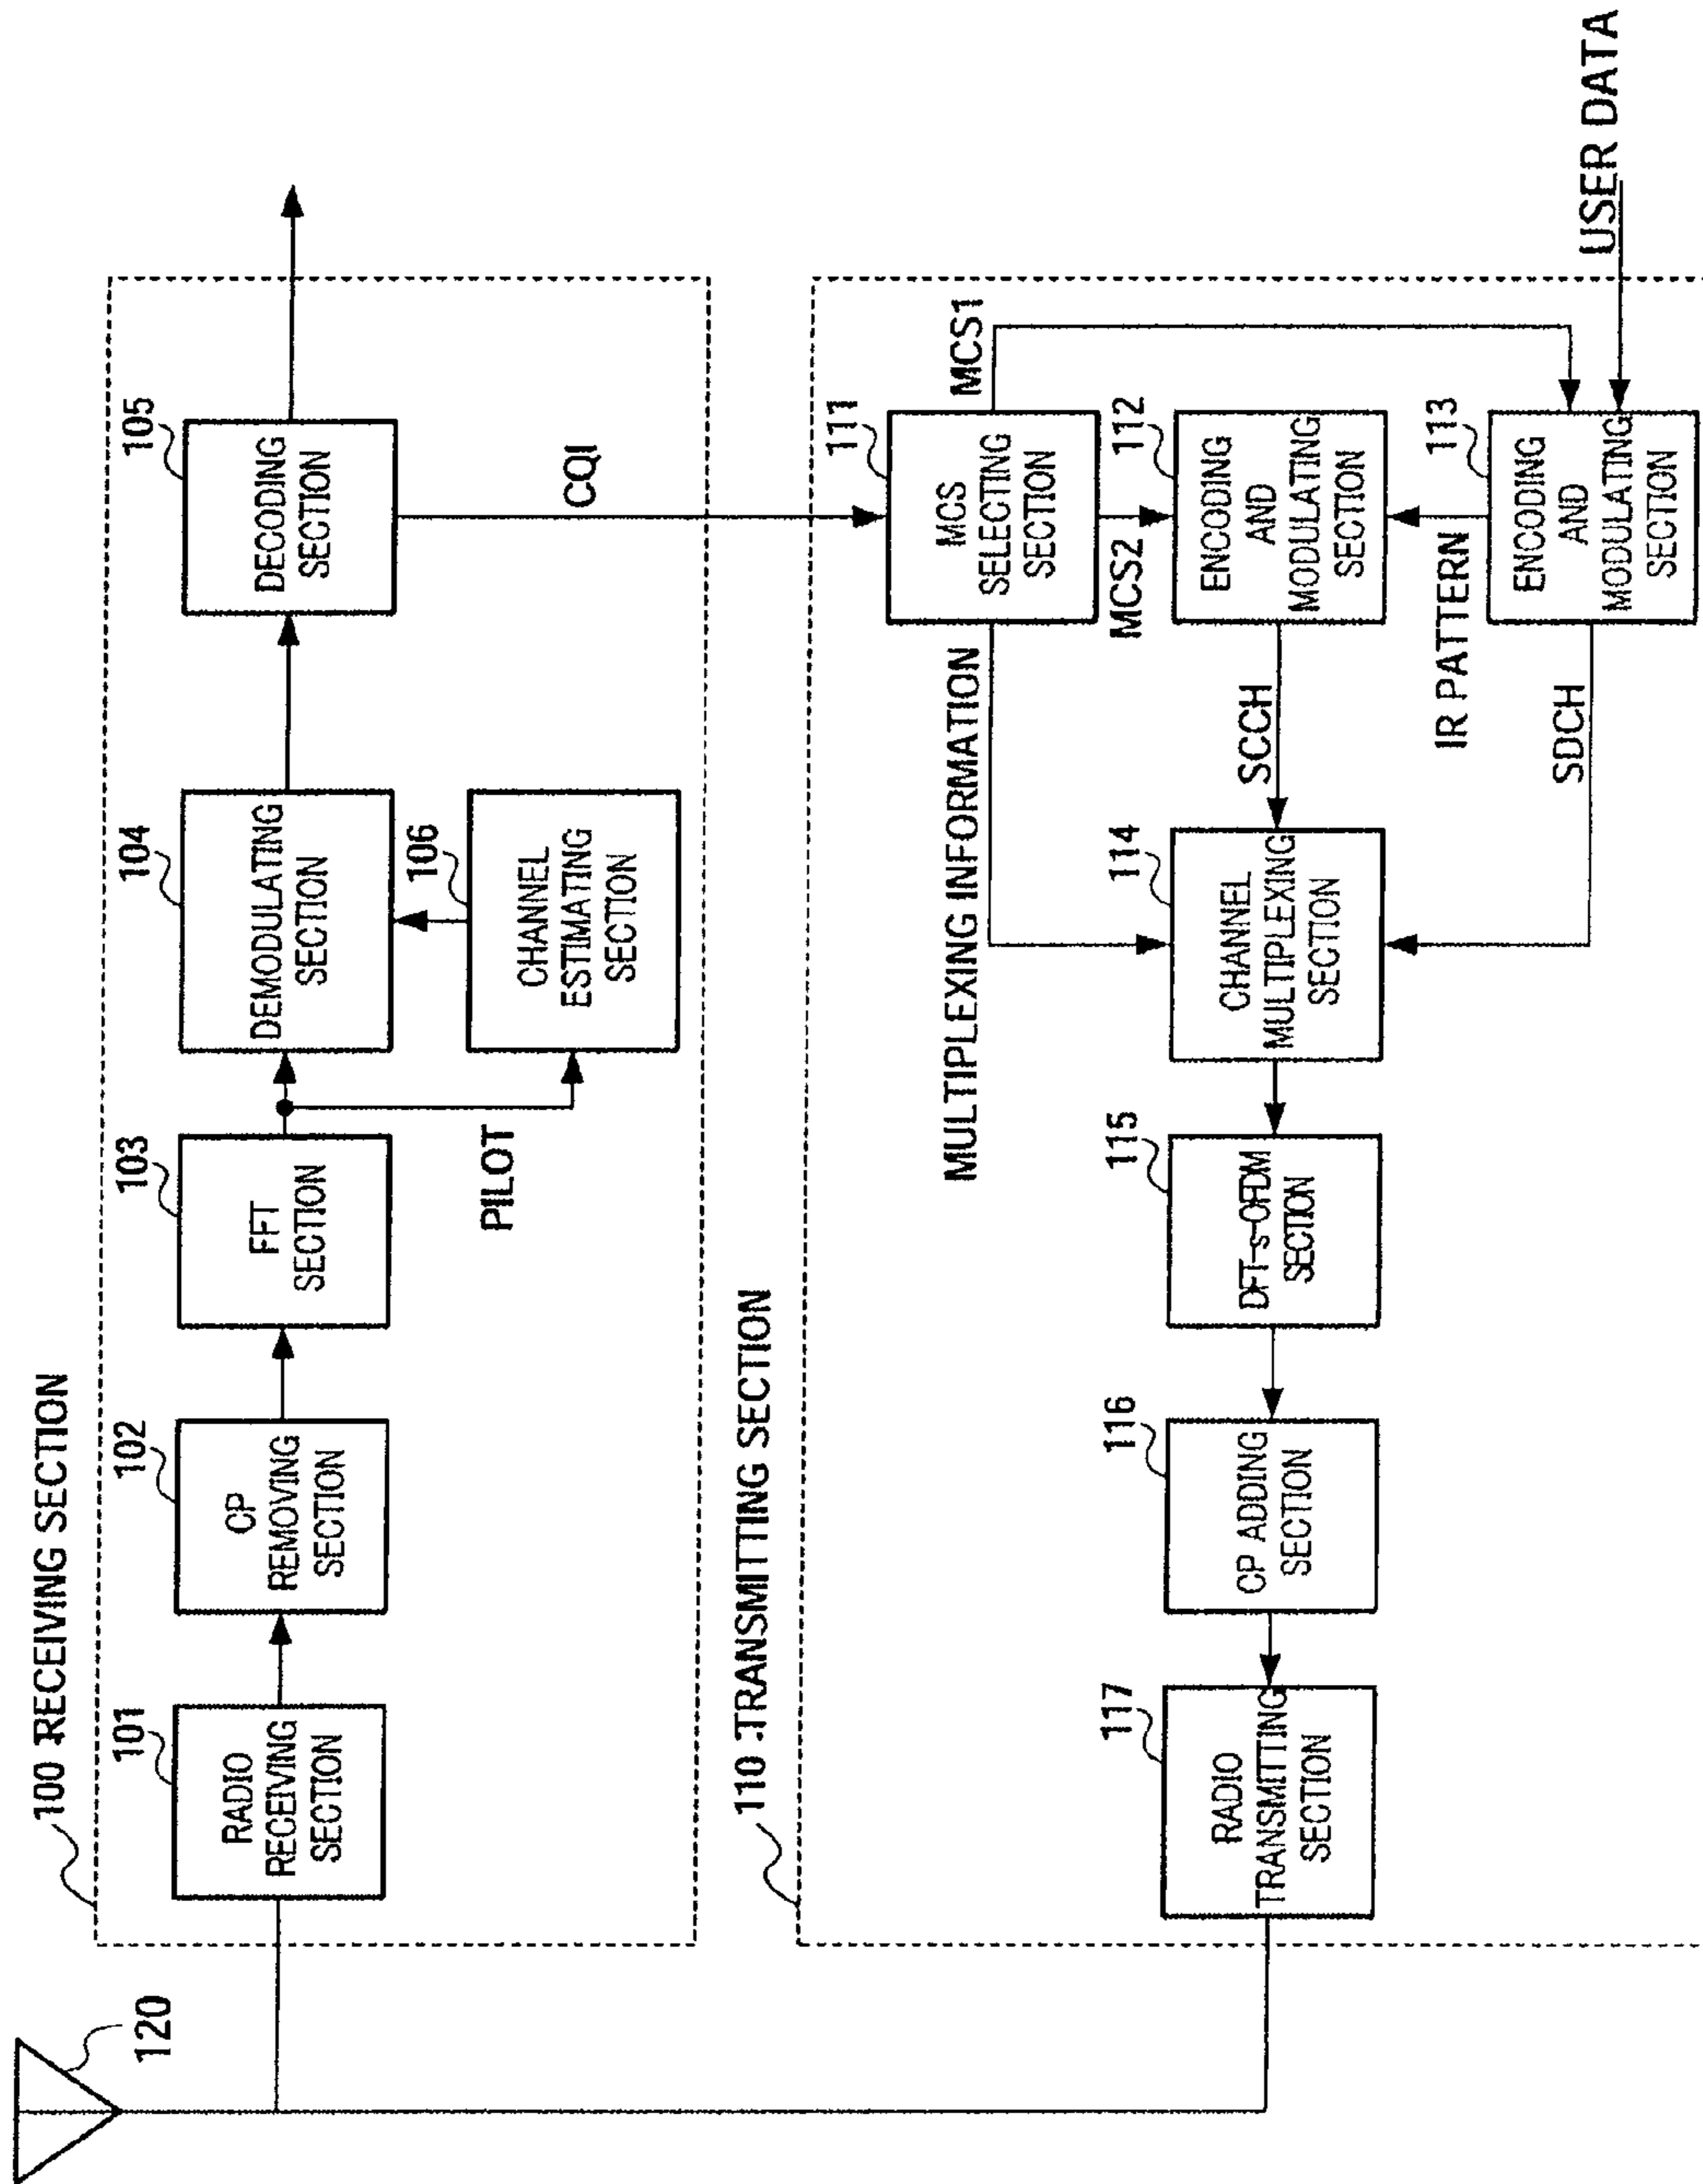 100 RECEIVING SECTION
101
RADIO
RECEIVING
SECTION
102
CP
REMOVING
SECTION
103
FFT
SECTION
PILOT
104
DEMODULATING
SECTION
106
CHANNEL
ESTIMATING
SECTION
105
DECODING
SECTION
CQI
120
110 TRANSMITTING SECTION
117
RADIO
TRANSMITTING
SECTION
116
CP ADDING
SECTION
115
DFT-s-OFDM
SECTION
MULTIPLEXING INFORMATION
114
CHANNEL
MULTIPLEXING
SECTION
SCCH
SDCH
111
MCS
SELECTING
SECTION
MCS1
MCS2
112
ENCODING
AND
MODULATING
SECTION
IR PATTERN
113
ENCODING
AND
MODULATING
SECTION
USER DATA